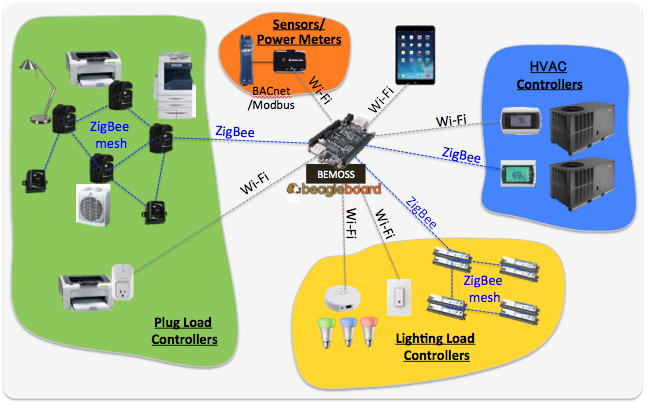 Sensors/
Power Meters
BACnet
/Modbus
Wi-Fi
Wi-Fi
HVAC
Controllers
Wi-Fi
ZigBee
ZigBee
mesh
ZigBee
Wi-Fi
BEMOSS
beagleboard
Wi-Fi
Wi-Fi
ZigBee
ZigBee
mesh
Plug Load
Controllers
Lighting Load
Controllers